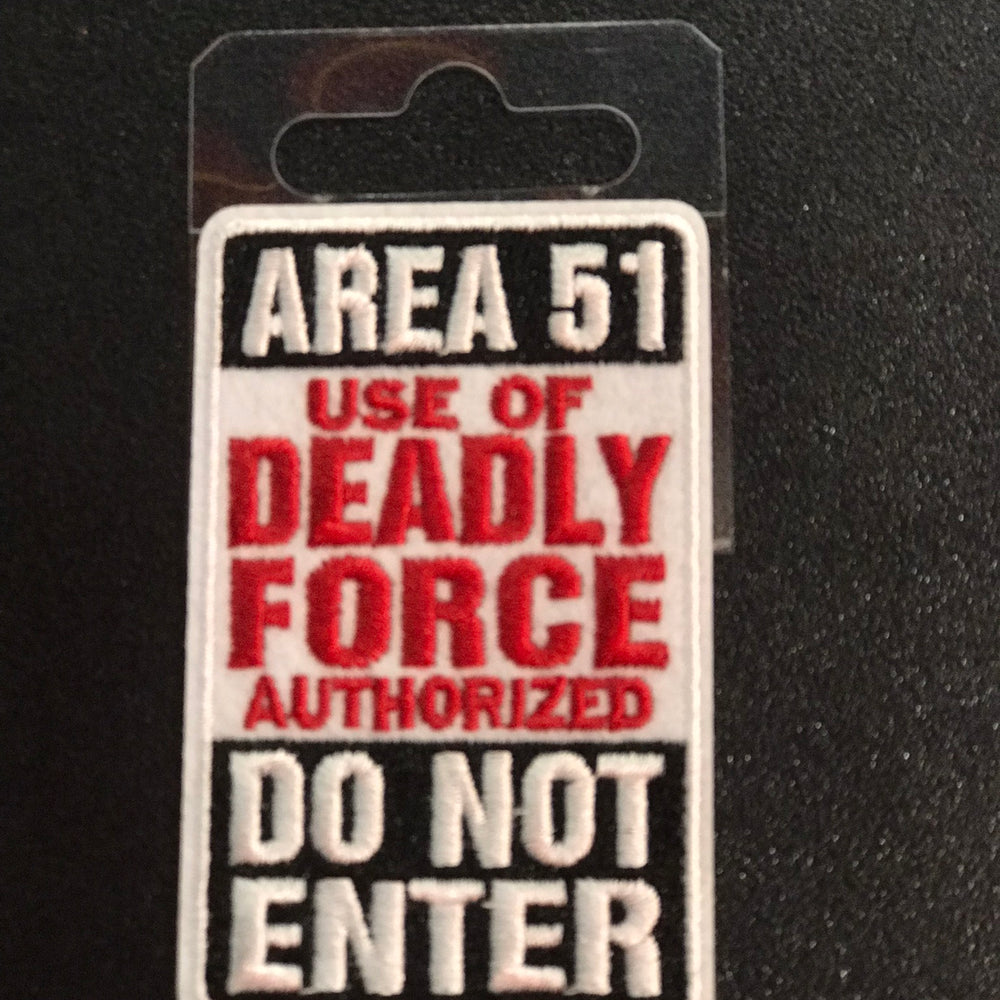 AREA 51
USE OF
DEADLY
FORCE
AUTHORIZED
DO NOT
ENTER